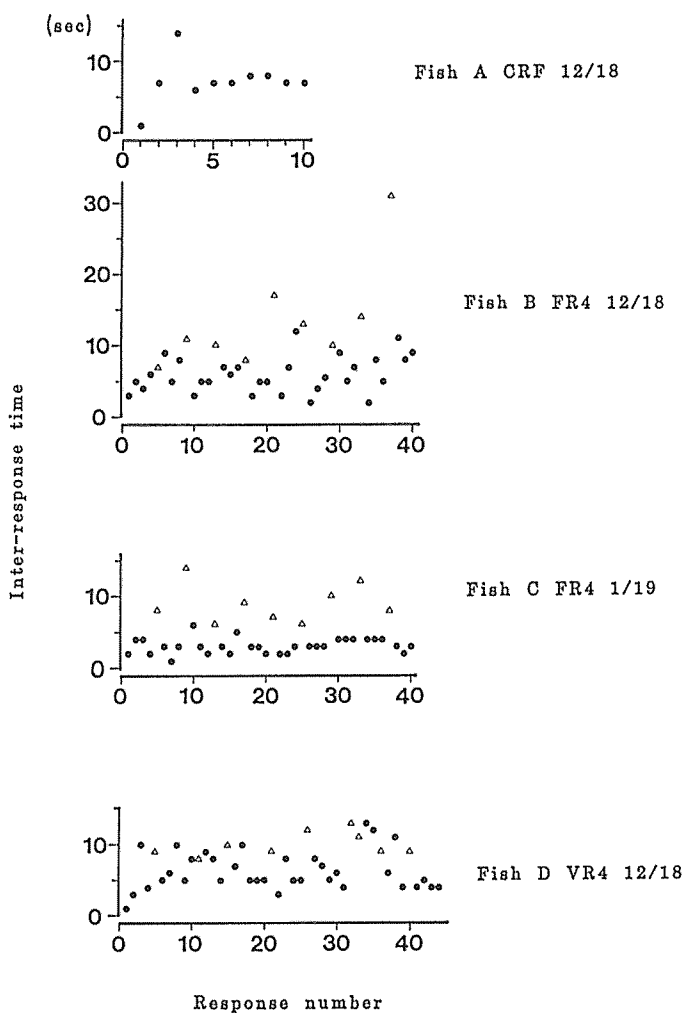 (sec)
10
0
0 5 10
Fish A CRF 12/18
30
20
10
0
0 10 20 30 40
Fish B FR4 12/18
Inter-response time
10
0
0 10 20 30 40
Fish C FR4 1/19
10
0
0 10 20 30 40
Fish D VR4 12/18
Response number